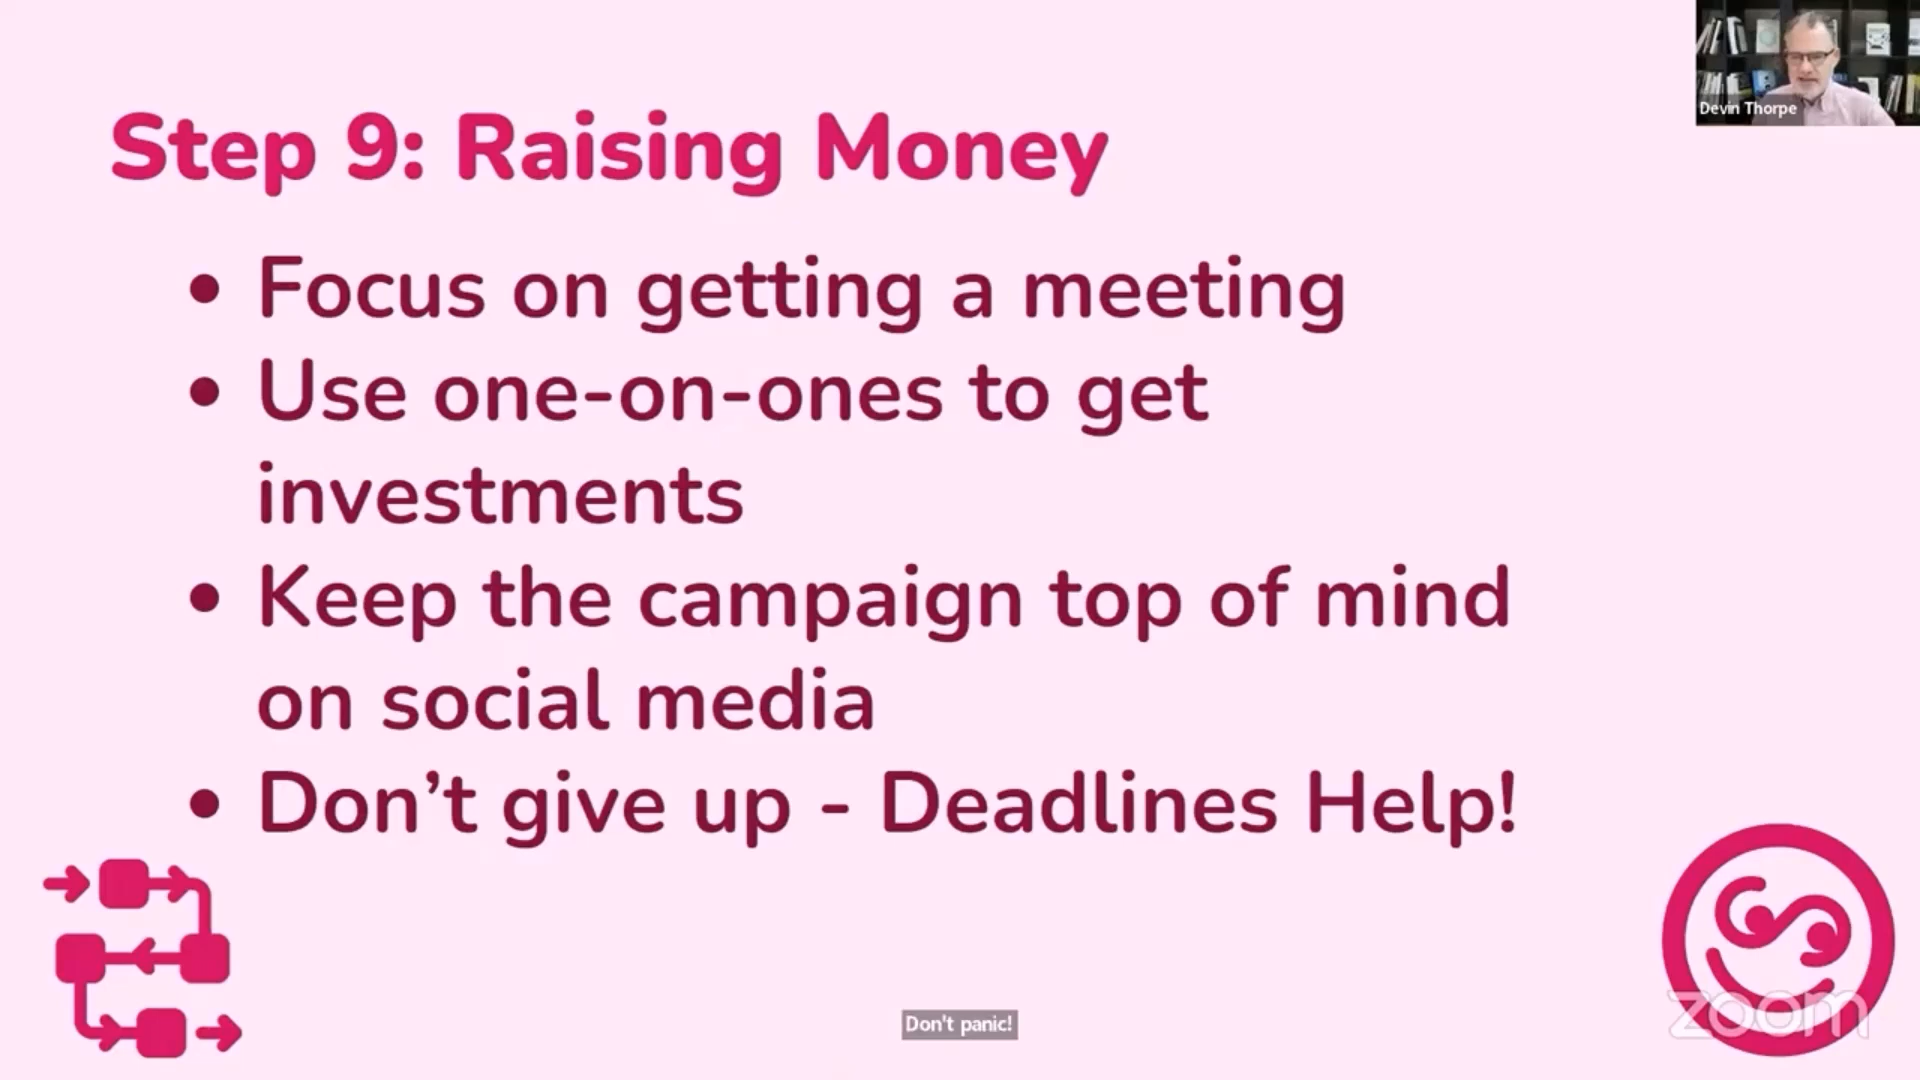 Devin Thorpe
Step 9: Raising Money
• Focus on getting a meeting
• Use one-on-ones to get
investments
• Keep the campaign top of mind
on social media
• Don’t give up - Deadlines Help!
Don't panic!
zoom